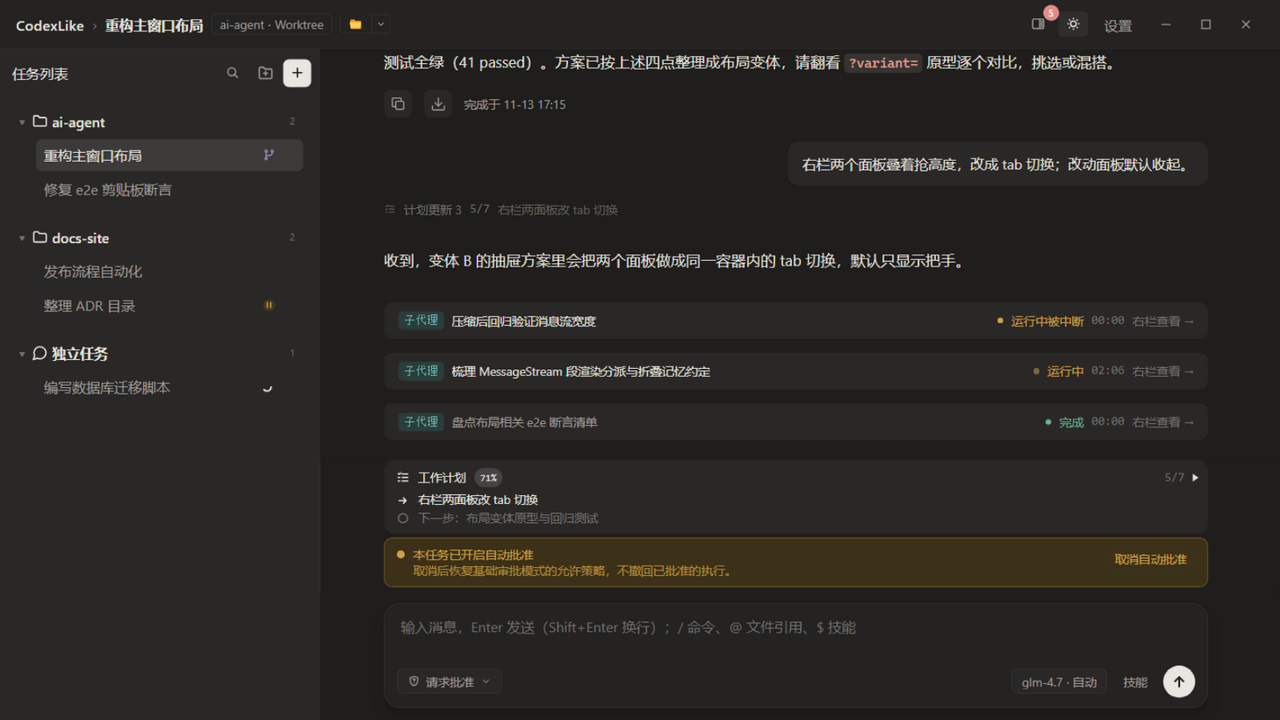 CodexLike › 重构主窗口布局 ai-agent · Worktree
5
设置
任务列表
ai-agent 2
重构主窗口布局
修复 e2e 剪贴板断言
docs-site 2
发布流程自动化
整理 ADR 目录
独立任务 1
编写数据库迁移脚本
测试全绿（41 passed）。方案已按上述四点整理成布局变体，请翻看 ?variant= 原型逐个对比，挑选或混搭。
完成于 11-13 17:15
右栏两个面板叠着抢高度，改成 tab 切换；改动面板默认收起。
计划更新 3 5/7 右栏两面板改 tab 切换
收到，变体 B 的抽屉方案里会把两个面板做成同一容器内的 tab 切换，默认只显示把手。
子代理 压缩后回归验证消息流宽度 运行中被中断 00:00 右栏查看 →
子代理 梳理 MessageStream 段渲染分派与折叠记忆约定 运行中 02:06 右栏查看 →
子代理 盘点布局相关 e2e 断言清单 完成 00:00 右栏查看 →
工作计划 71% 5/7
右栏两面板改 tab 切换
下一步：布局变体原型与回归测试
本任务已开启自动批准
取消后恢复基础审批模式的允许策略，不撤回已批准的执行。
取消自动批准
输入消息，Enter 发送（Shift+Enter 换行）；/ 命令、@ 文件引用、$ 技能
请求批准 glm-4.7 · 自动 技能